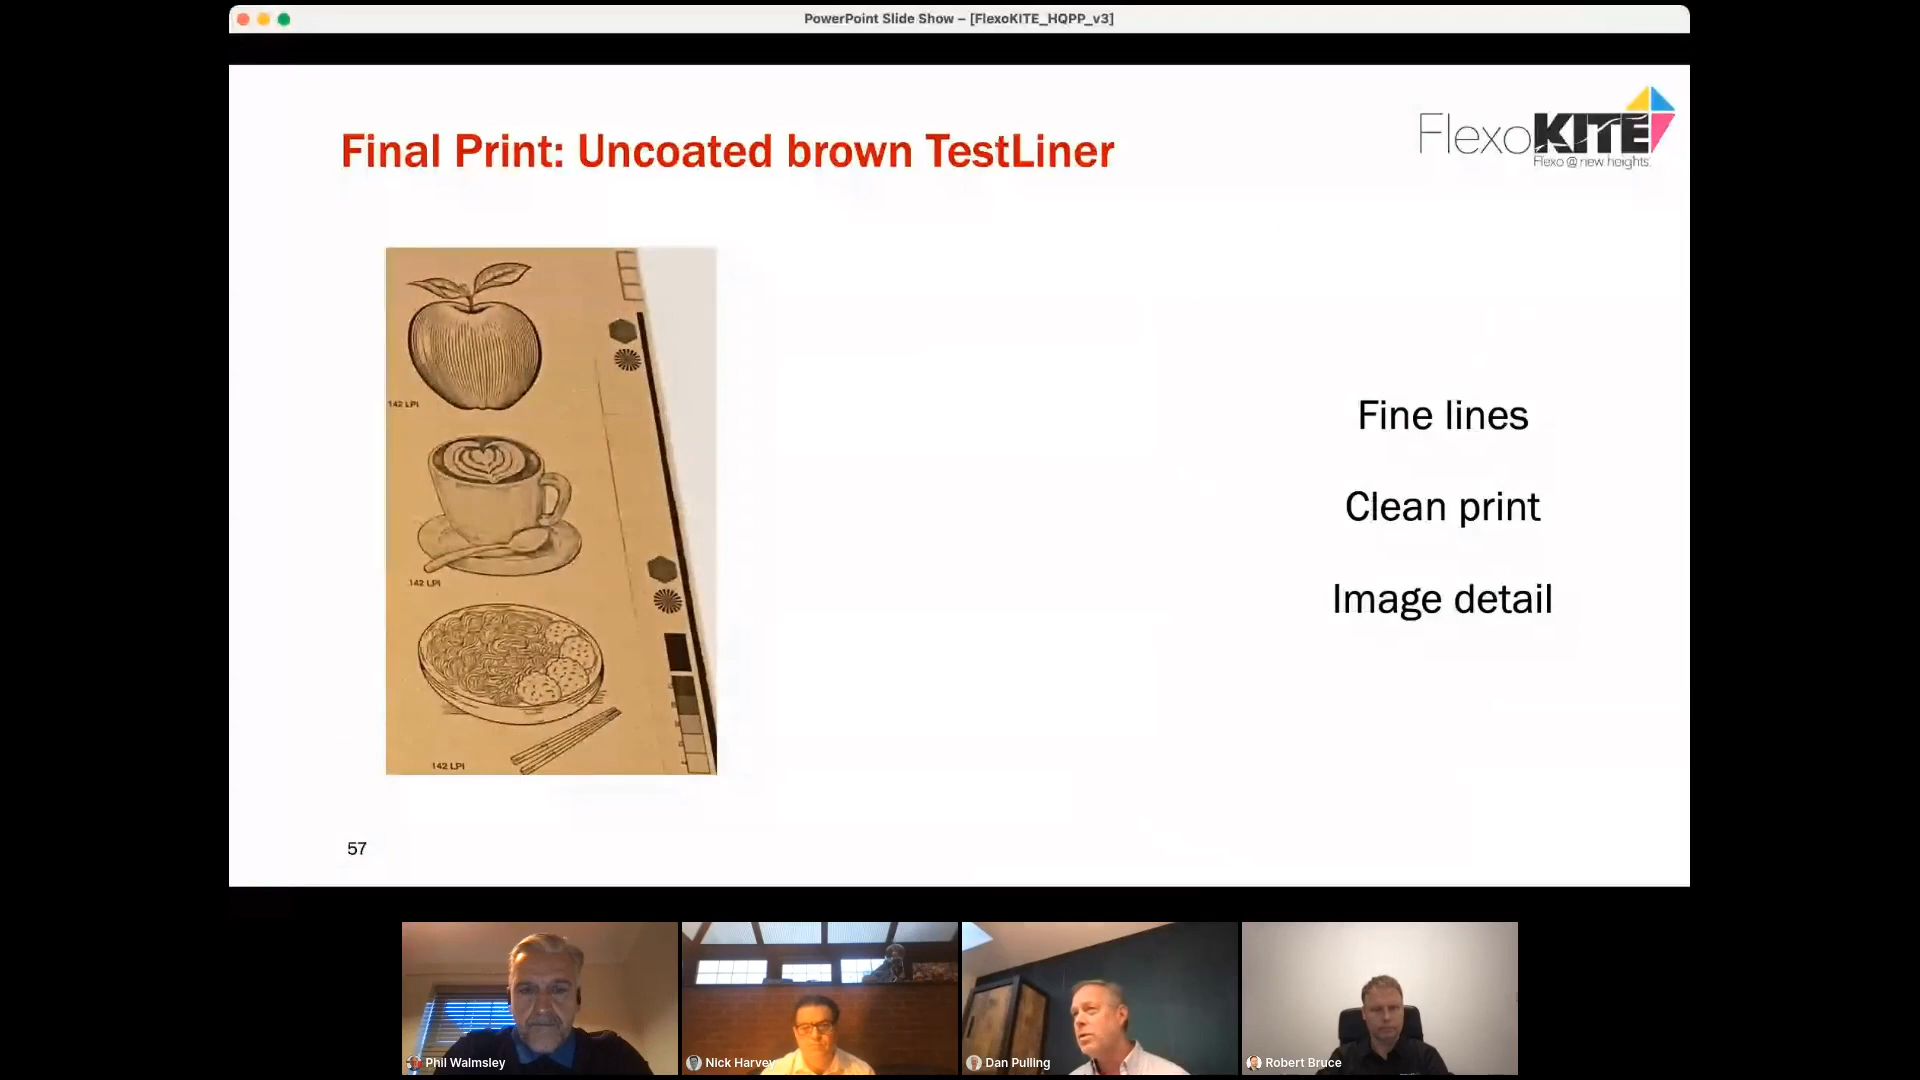 PowerPoint Slide Show – [FlexoKITE_HQPP_v3]
Final Print: Uncoated brown TestLiner
FlexoKITE
Flexo @ new heights
142 LPI
142 LPI
142 LPI
Fine lines
Clean print
Image detail
57
Phil Walmsley
Nick Harvey
Dan Pulling
Robert Bruce